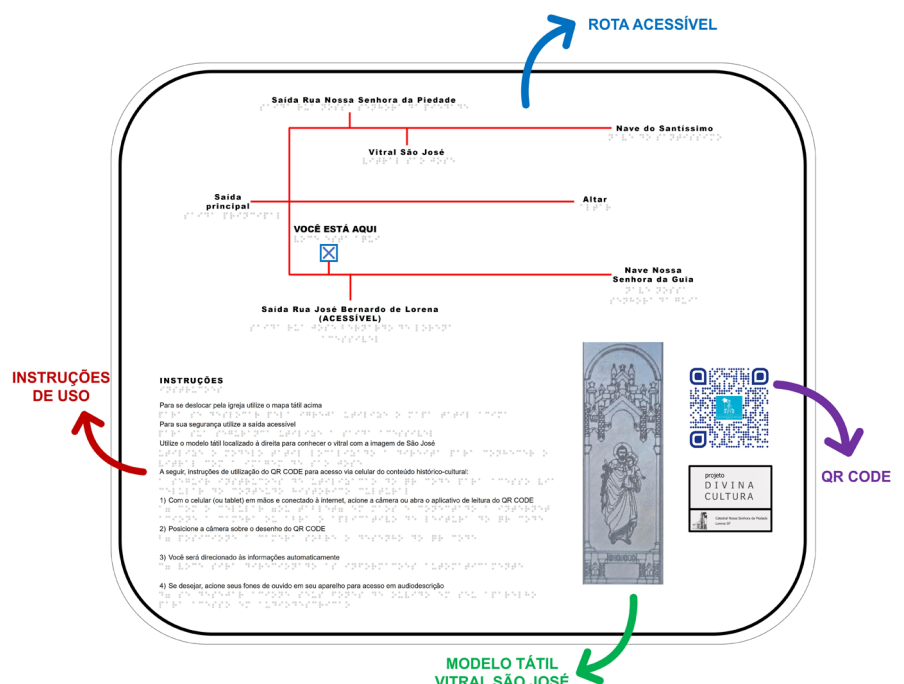 ROTA ACESSÍVEL
Saída Rua Nossa Senhora da Piedade
Nave do Santíssimo
Vitral São José
Saída
principal
Altar
VOCÊ ESTÁ AQUI
Nave Nossa
Senhora da Guia
Saída Rua José Bernardo de Lorena
(ACESSÍVEL)
INSTRUÇÕES
DE USO
INSTRUÇÕES
Para se deslocar pela igreja utilize o mapa tátil acima
Para sua segurança utilize a saída acessível
Utilize o modelo tátil localizado à direita para conhecer o vitral com a imagem de São José
A seguir, instruções de utilização do QR CODE para acesso via celular do conteúdo histórico-cultural:
1) Com o celular (ou tablet) em mãos e conectado à internet, acione a câmera ou abra o aplicativo de leitura do QR CODE
2) Posicione a câmera sobre o desenho do QR CODE
3) Você será direcionado às informações automaticamente
4) Se desejar, acione seus fones de ouvido em seu aparelho para acesso em audiodescrição
QR CODE
projeto
DIVINA
CULTURA
Catedral Nossa Senhora da Piedade
Lorena-SP
MODELO TÁTIL
VITRAL SÃO JOSÉ